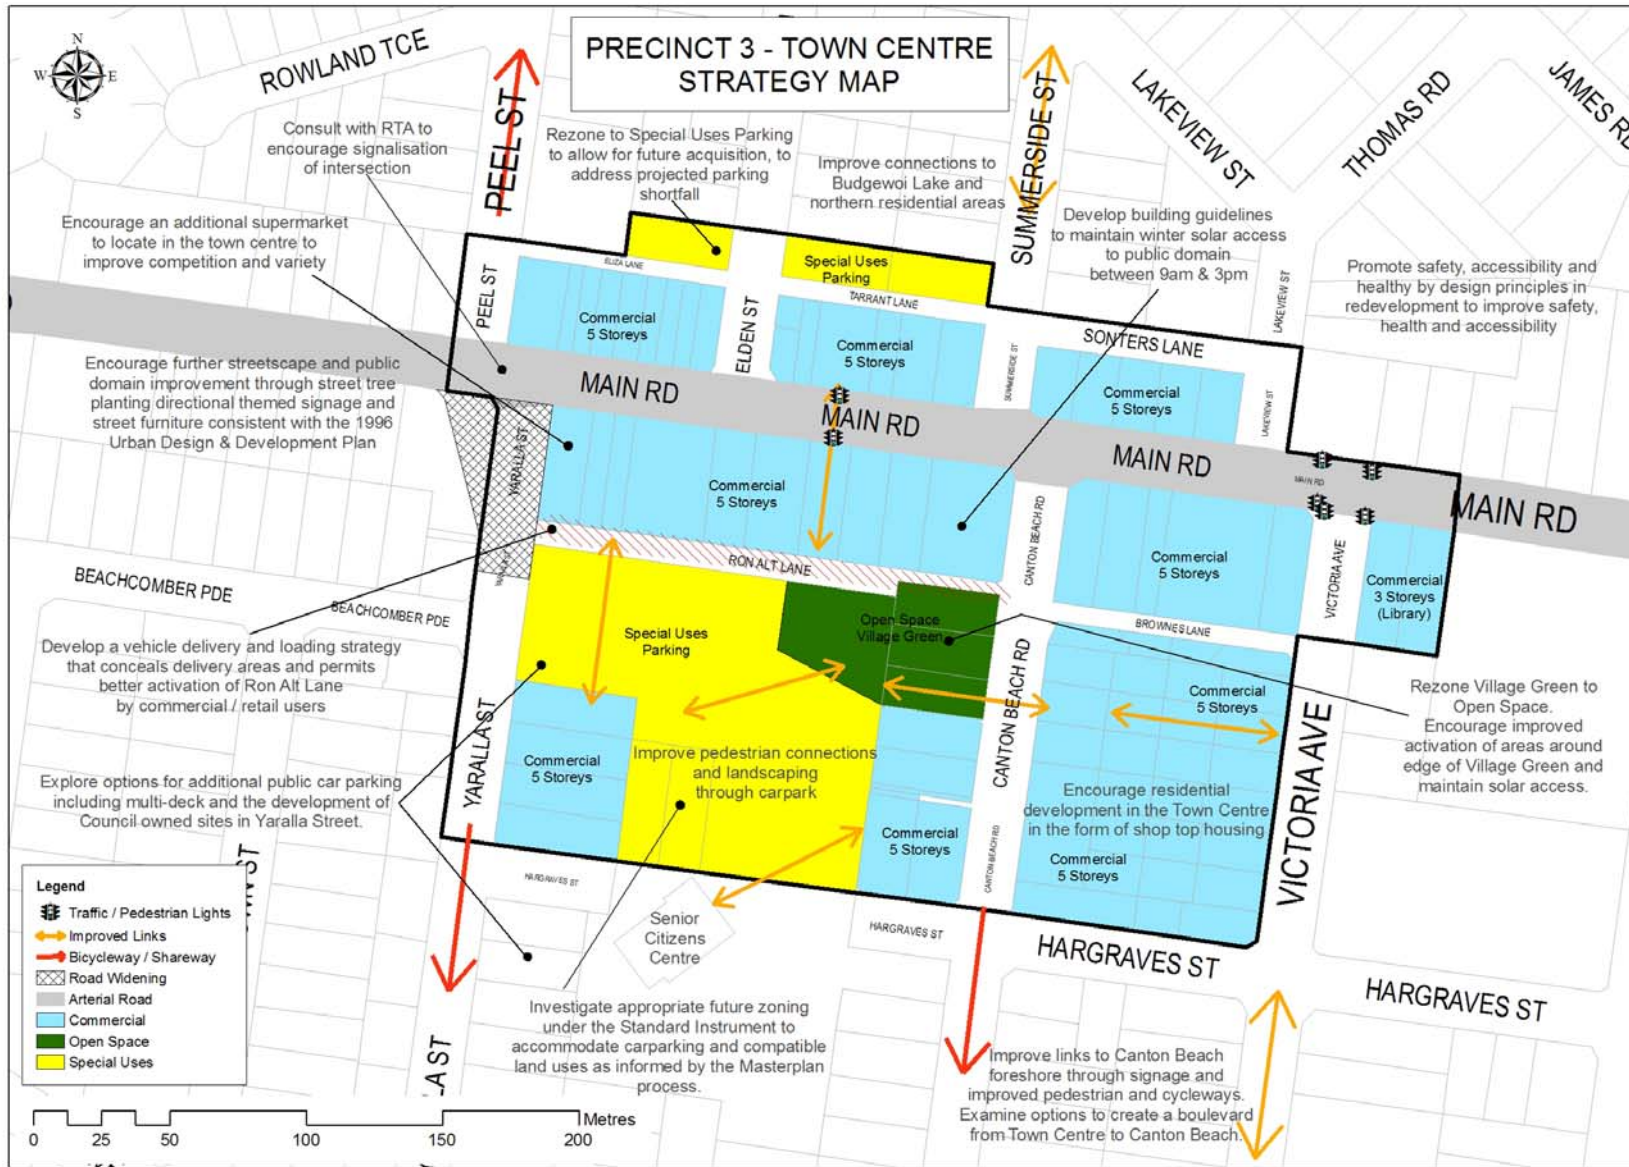 PRECINCT 3 - TOWN CENTRE
STRATEGY MAP
N
W
E
S
ROWLAND TCE
PEEL ST
SUMMERSIDE ST
LAKEVIEW ST
THOMAS RD
JAMES RD
Consult with RTA to
encourage signalisation
of intersection
Rezone to Special Uses Parking
to allow for future acquisition, to
address projected parking
shortfall
Improve connections to
Budgewoi Lake and
northern residential areas
Develop building guidelines
to maintain winter solar access
to public domain
between 9am & 3pm
Encourage an additional supermarket
to locate in the town centre to
improve competition and variety
Promote safety, accessibility and
healthy by design principles in
redevelopment to improve safety,
health and accessibility
Encourage further streetscape and public
domain improvement through street tree
planting directional themed signage and
street furniture consistent with the 1996
Urban Design & Development Plan
PEEL ST
ELIZA LANE
Special Uses
Parking
TARRANT LANE
ELDEN ST
SONTERS LANE
LAKEVIEW ST
SUMMERSIDE ST
LAKEVIEW ST
Commercial
5 Storeys
Commercial
5 Storeys
Commercial
5 Storeys
MAIN RD
MAIN RD
MAIN RD
MAIN RD
MAIN RD
YARALLA ST
Commercial
5 Storeys
CANTON BEACH RD
Commercial
5 Storeys
VICTORIA AVE
Commercial
3 Storeys
(Library)
RON ALT LANE
YARALLA ST
BEACHCOMBER PDE
BEACHCOMBER PDE
Special Uses
Parking
Open Space
Village Green
BROWNES LANE
Develop a vehicle delivery and loading strategy
that conceals delivery areas and permits
better activation of Ron Alt Lane
by commercial / retail users
Rezone Village Green to
Open Space.
Encourage improved
activation of areas around
edge of Village Green and
maintain solar access.
YARALLA ST
CANTON BEACH RD
Commercial
5 Storeys
VICTORIA AVE
Commercial
5 Storeys
Improve pedestrian connections
and landscaping
through carpark
Explore options for additional public car parking
including multi-deck and the development of
Council owned sites in Yaralla Street.
Encourage residential
development in the Town Centre
in the form of shop top housing
Commercial
5 Storeys
Commercial
5 Storeys
CANTON BEACH RD
HARGRAVES ST
HARGRAVES ST
HARGRAVES ST
HARGRAVES ST
Senior
Citizens
Centre
Investigate appropriate future zoning
under the Standard Instrument to
accommodate carparking and compatible
land uses as informed by the Masterplan
process.
Improve links to Canton Beach
foreshore through signage and
improved pedestrian and cycleways.
Examine options to create a boulevard
from Town Centre to Canton Beach.
Legend
Traffic / Pedestrian Lights
Improved Links
Bicycleway / Shareway
Road Widening
Arterial Road
Commercial
Open Space
Special Uses
LA ST
0 25 50 100 150 200 Metres